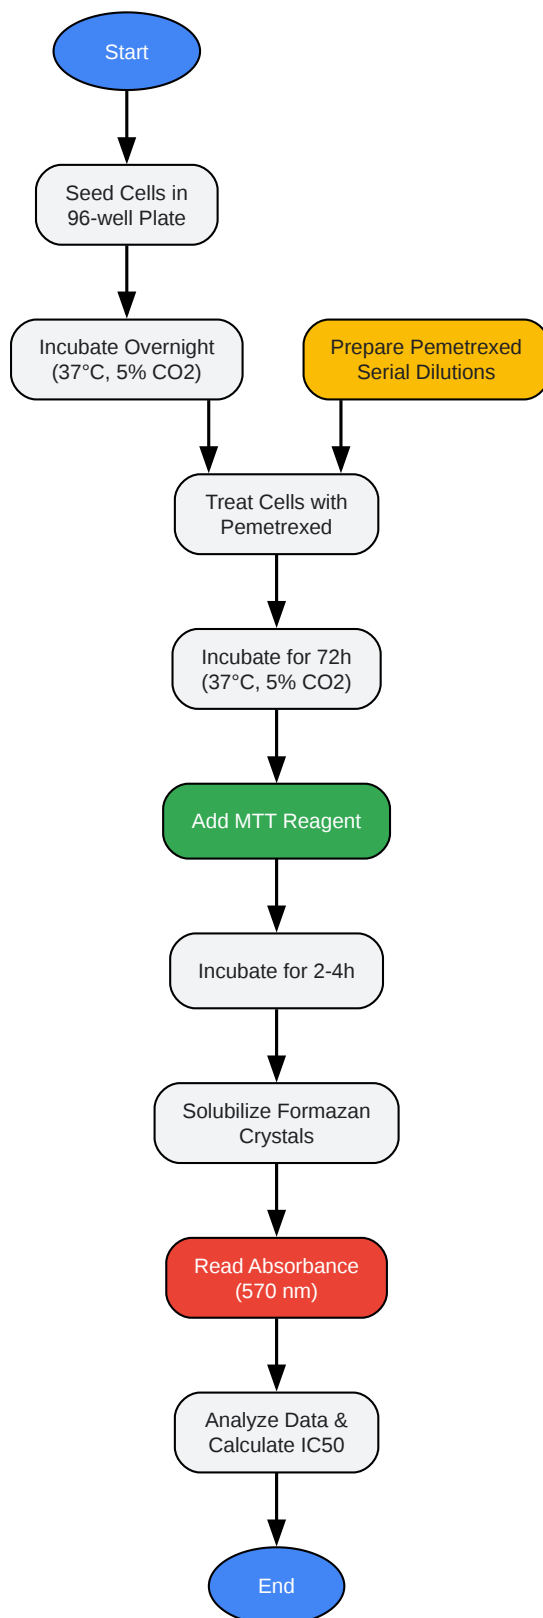 Start
Seed Cells in
96-well Plate
Incubate Overnight
(37°C, 5% CO2)
Prepare Pemetrexed
Serial Dilutions
Treat Cells with
Pemetrexed
Incubate for 72h
(37°C, 5% CO2)
Add MTT Reagent
Incubate for 2-4h
Solubilize Formazan
Crystals
Read Absorbance
(570 nm)
Analyze Data &
Calculate IC50
End